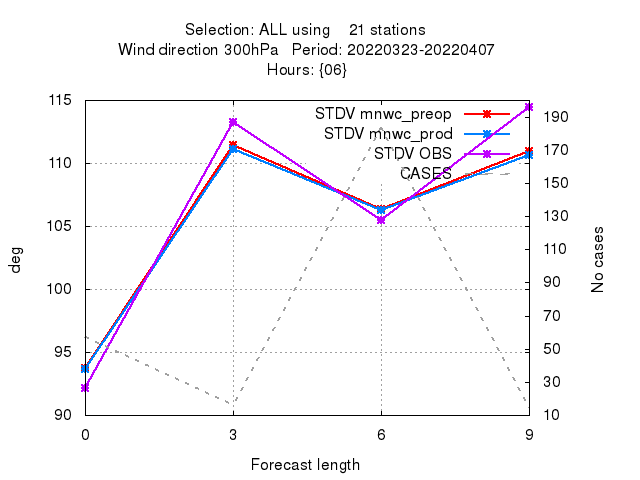 Selection: ALL using    21 stations
Wind direction 300hPa   Period: 20220323-20220407
Hours: {06}
STDV mnwc_preop
STDV mnwc_prod
STDV OBS
CASES
deg
115
110
105
100
95
90
190
170
150
130
110
90
70
50
30
10
No cases
0 3 6 9
Forecast length